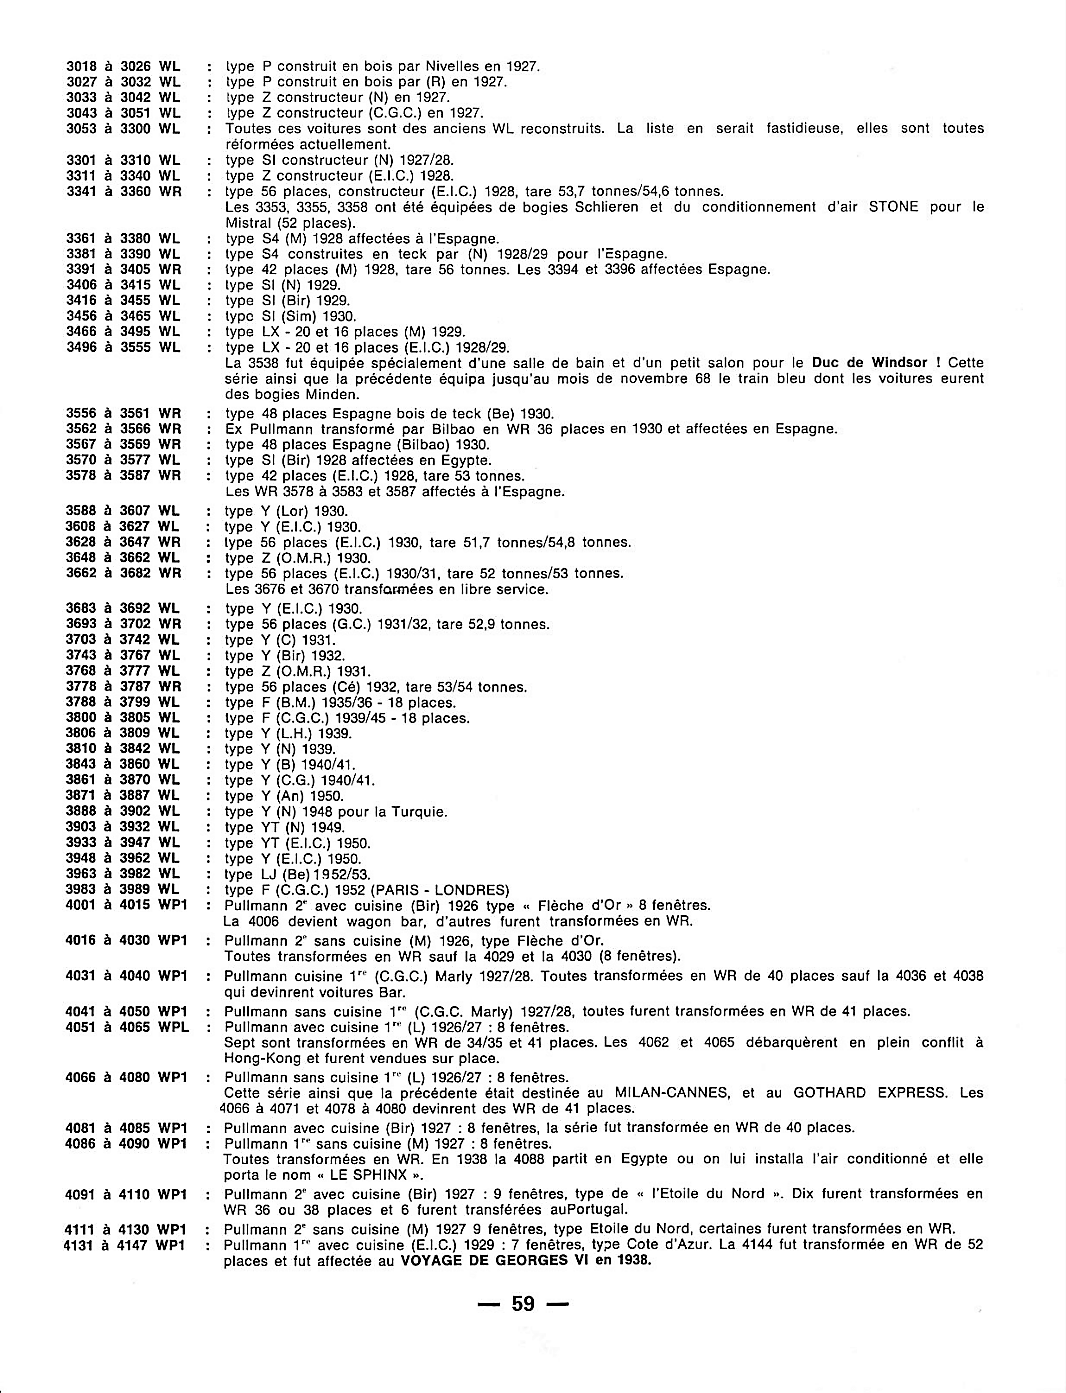 3018 à 3026 WL : type P construit en bois par Nivelles en 1927.
3027 à 3032 WL : type P construit en bois par (R) en 1927.
3033 à 3042 WL : type Z constructeur (N) en 1927.
3043 à 3051 WL : type Z constructeur (C.G.C.) en 1927.
3053 à 3300 WL : Toutes ces voitures sont des anciens WL reconstruits. La liste en serait fastidieuse, elles sont toutes
réformées actuellement.
3301 à 3310 WL : type SI constructeur (N) 1927/28.
3311 à 3340 WL : type Z constructeur (E.I.C.) 1928.
3341 à 3360 WR : type 56 places, constructeur (E.I.C.) 1928, tare 53,7 tonnes/54,6 tonnes.
Les 3353, 3355, 3358 ont été équipées de bogies Schlieren et du conditionnement d'air STONE pour le
Mistral (52 places).
3361 à 3380 WL : type S4 (M) 1928 affectées à l'Espagne.
3381 à 3390 WL : type S4 construites en teck par (N) 1928/29 pour l'Espagne.
3391 à 3405 WR : type 42 places (M) 1928, tare 56 tonnes. Les 3394 et 3396 affectées Espagne.
3406 à 3415 WL : type SI (N) 1929.
3416 à 3455 WL : type SI (Bir) 1929.
3456 à 3465 WL : type SI (Sim) 1930.
3466 à 3495 WL : type LX - 20 et 16 places (M) 1929.
3496 à 3555 WL : type LX - 20 et 16 places (E.I.C.) 1928/29.
La 3538 fut équipée spécialement d'une salle de bain et d'un petit salon pour le Duc de Windsor ! Cette
série ainsi que la précédente équipa jusqu'au mois de novembre 68 le train bleu dont les voitures eurent
des bogies Minden.
3556 à 3561 WR : type 48 places Espagne bois de teck (Be) 1930.
3562 à 3566 WR : Ex Pullmann transformé par Bilbao en WR 36 places en 1930 et affectées en Espagne.
3567 à 3569 WR : type 48 places Espagne (Bilbao) 1930.
3570 à 3577 WL : type SI (Bir) 1928 affectées en Egypte.
3578 à 3587 WR : type 42 places (E.I.C.) 1928, tare 53 tonnes.
Les WR 3578 à 3583 et 3587 affectés à l'Espagne.
3588 à 3607 WL : type Y (Lor) 1930.
3608 à 3627 WL : type Y (E.I.C.) 1930.
3628 à 3647 WR : type 56 places (E.I.C.) 1930, tare 51,7 tonnes/54,8 tonnes.
3648 à 3662 WL : type Z (O.M.R.) 1930.
3662 à 3682 WR : type 56 places (E.I.C.) 1930/31, tare 52 tonnes/53 tonnes.
Les 3676 et 3670 transformées en libre service.
3683 à 3692 WL : type Y (E.I.C.) 1930.
3693 à 3702 WR : type 56 places (G.C.) 1931/32, tare 52,9 tonnes.
3703 à 3742 WL : type Y (C) 1931.
3743 à 3767 WL : type Y (Bir) 1932.
3768 à 3777 WL : type Z (O.M.R.) 1931.
3778 à 3787 WR : type 56 places (Cé) 1932, tare 53/54 tonnes.
3788 à 3799 WL : type F (B.M.) 1935/36 - 18 places.
3800 à 3805 WL : type F (C.G.C.) 1939/45 - 18 places.
3806 à 3809 WL : type Y (L.H.) 1939.
3810 à 3842 WL : type Y (N) 1939.
3843 à 3860 WL : type Y (B) 1940/41.
3861 à 3870 WL : type Y (C.G.) 1940/41.
3871 à 3887 WL : type Y (An) 1950.
3888 à 3902 WL : type Y (N) 1948 pour la Turquie.
3903 à 3932 WL : type YT (N) 1949.
3933 à 3947 WL : type YT (E.I.C.) 1950.
3948 à 3962 WL : type Y (E.I.C.) 1950.
3963 à 3982 WL : type LJ (Be) 1952/53.
3983 à 3989 WL : type F (C.G.C.) 1952 (PARIS - LONDRES)
4001 à 4015 WP1 : Pullmann 2e avec cuisine (Bir) 1926 type « Flèche d'Or » 8 fenêtres.
La 4006 devient wagon bar, d'autres furent transformées en WR.
4016 à 4030 WP1 : Pullmann 2e sans cuisine (M) 1926, type Flèche d'Or.
Toutes transformées en WR sauf la 4029 et la 4030 (8 fenêtres).
4031 à 4040 WP1 : Pullmann cuisine 1re (C.G.C.) Marly 1927/28. Toutes transformées en WR de 40 places sauf la 4036 et 4038
qui devinrent voitures Bar.
4041 à 4050 WP1 : Pullmann sans cuisine 1re (C.G.C. Marly) 1927/28, toutes furent transformées en WR de 41 places.
4051 à 4065 WPL : Pullmann avec cuisine 1re (L) 1926/27 : 8 fenêtres.
Sept sont transformées en WR de 34/35 et 41 places. Les 4062 et 4065 débarquèrent en plein conflit à
Hong-Kong et furent vendues sur place.
4066 à 4080 WP1 : Pullmann sans cuisine 1re (L) 1926/27 : 8 fenêtres.
Cette série ainsi que la précédente était destinée au MILAN-CANNES, et au GOTHARD EXPRESS. Les
4066 à 4071 et 4078 à 4080 devinrent des WR de 41 places.
4081 à 4085 WP1 : Pullmann avec cuisine (Bir) 1927 : 8 fenêtres, la série fut transformée en WR de 40 places.
4086 à 4090 WP1 : Pullmann 1re sans cuisine (M) 1927 : 8 fenêtres.
Toutes transformées en WR. En 1938 la 4088 partit en Egypte ou on lui installa l'air conditionné et elle
porta le nom « LE SPHINX ».
4091 à 4110 WP1 : Pullmann 2e avec cuisine (Bir) 1927 : 9 fenêtres, type de « l'Etoile du Nord ». Dix furent transformées en
WR 36 ou 38 places et 6 furent transférées auPortugal.
4111 à 4130 WP1 : Pullmann 2e sans cuisine (M) 1927 9 fenêtres, type Etoile du Nord, certaines furent transformées en WR.
4131 à 4147 WP1 : Pullmann 1re avec cuisine (E.I.C.) 1929 : 7 fenêtres, type Cote d'Azur. La 4144 fut transformée en WR de 52
places et fut affectée au VOYAGE DE GEORGES VI en 1938.
— 59 —